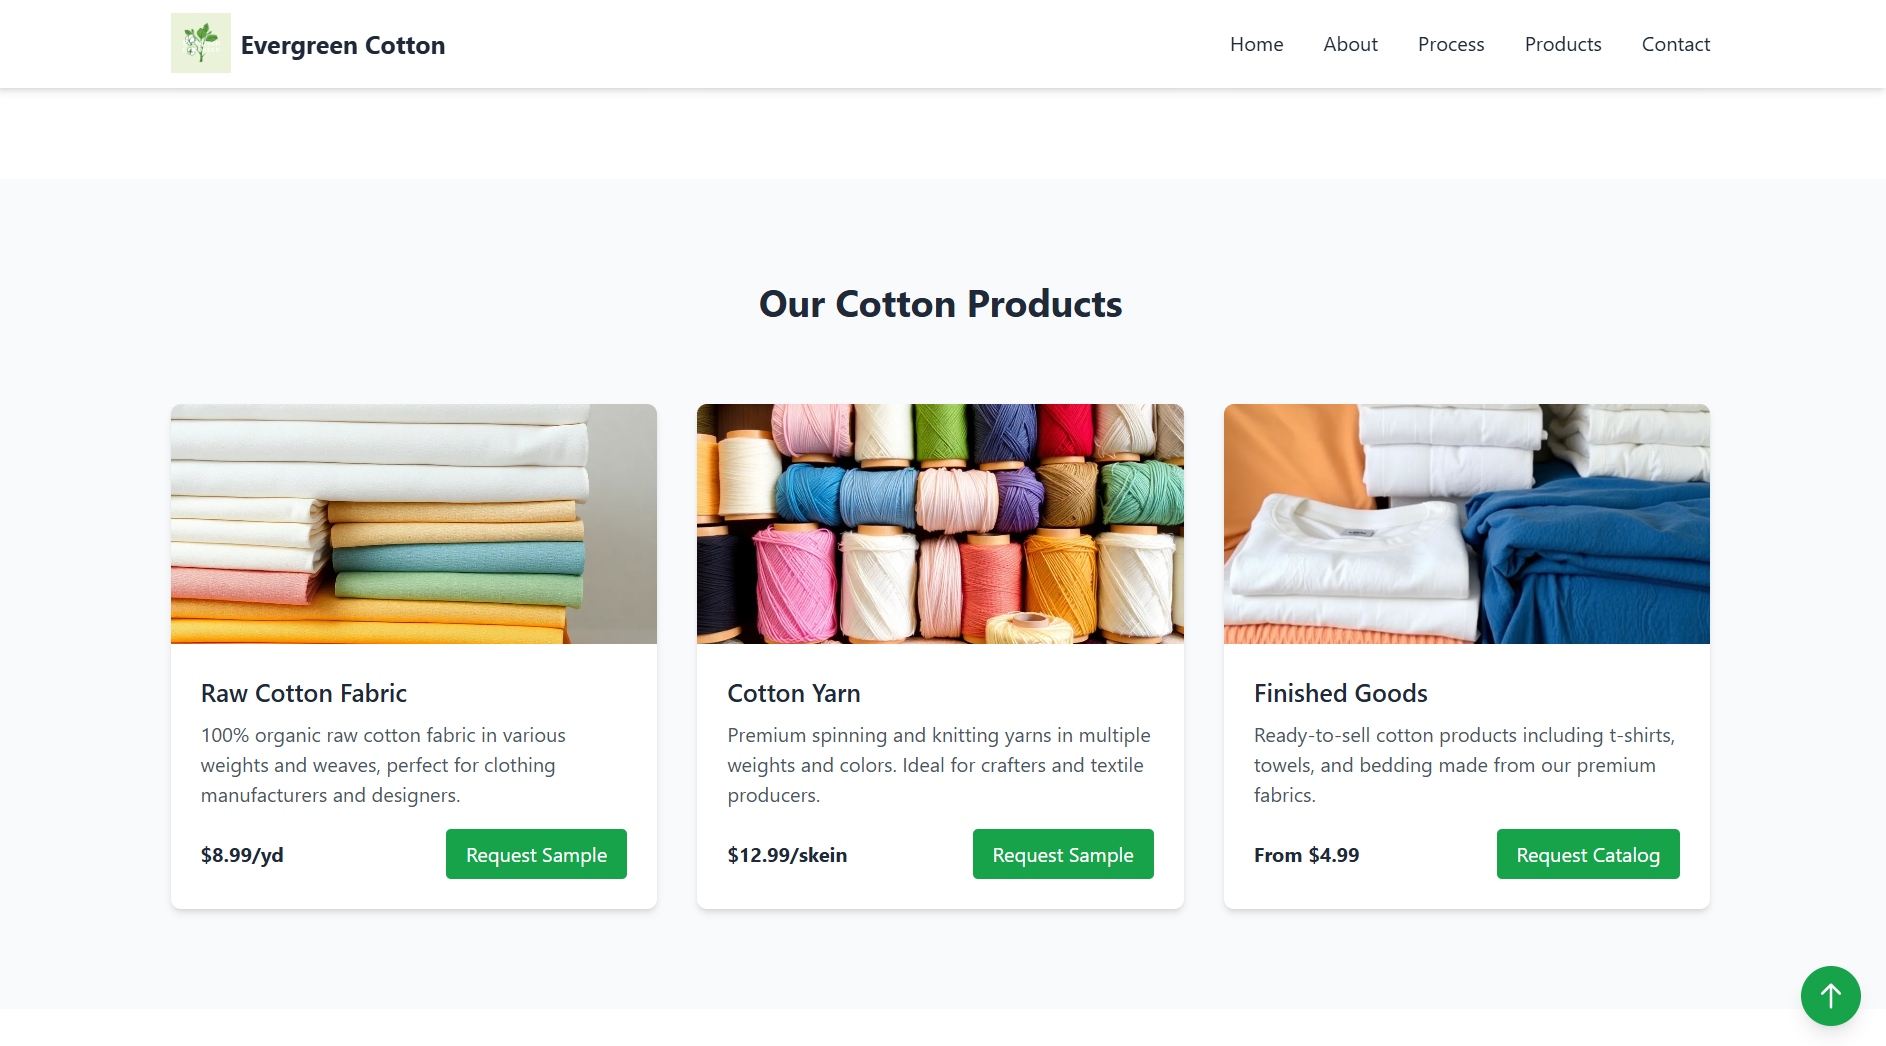 Evergreen Cotton
Home
About
Process
Products
Contact
Our Cotton Products
Raw Cotton Fabric
100% organic raw cotton fabric in various
weights and weaves, perfect for clothing
manufacturers and designers.
$8.99/yd
Request Sample
Cotton Yarn
Premium spinning and knitting yarns in multiple
weights and colors. Ideal for crafters and textile
producers.
$12.99/skein
Request Sample
Finished Goods
Ready-to-sell cotton products including t-shirts,
towels, and bedding made from our premium
fabrics.
From $4.99
Request Catalog